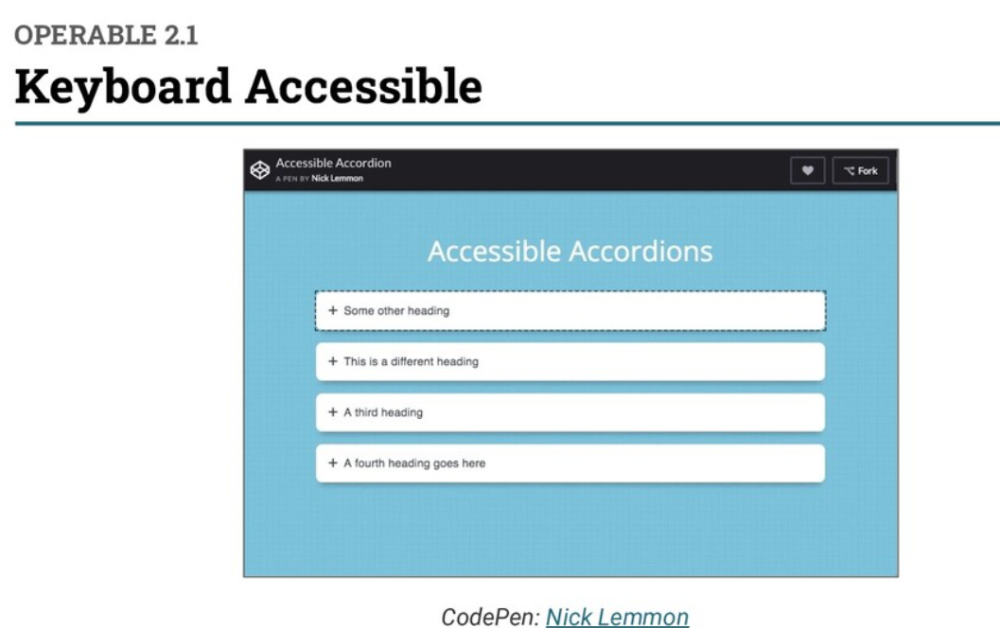 OPERABLE 2.1
Keyboard Accessible
Accessible Accordion
A PEN BY Nick Lemmon
Fork
Accessible Accordions
+ Some other heading
+ This is a different heading
+ A third heading
+ A fourth heading goes here
CodePen: Nick Lemmon